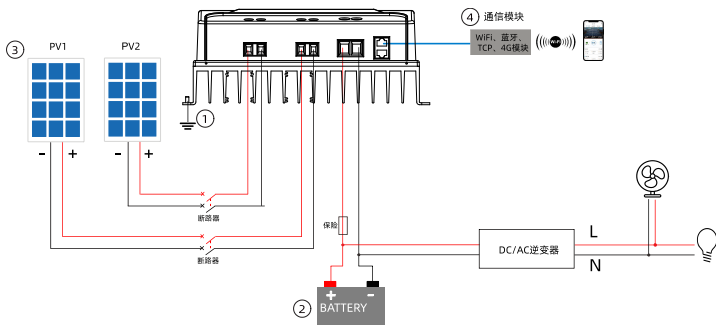 ④ 通信模块
WiFi、蓝牙、
TCP、4G模块
WiFi
③ PV1 PV2
①
- + - +
断路器
断路器
保险
DC/AC逆变器
L
N
②
+ -
BATTERY